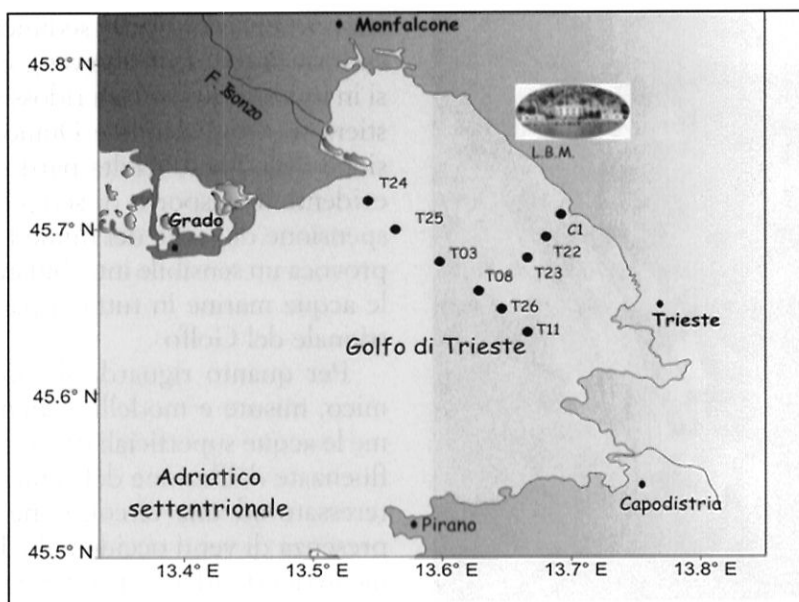 Monfalcone
45.8° N
F. Isonzo
L.B.M.
T24
45.7° N
Grado
T25
C1
T22
T03
T23
T08
T26
Trieste
T11
Golfo di Trieste
45.6° N
Adriatico
settentrionale
Capodistria
Pirano
45.5° N
13.4° E
13.5° E
13.6° E
13.7° E
13.8° E